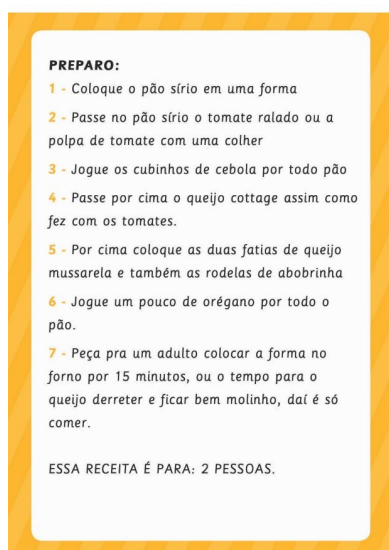 PREPARO:
1 - Coloque o pão sírio em uma forma
2 - Passe no pão sírio o tomate ralado ou a
polpa de tomate com uma colher
3 - Jogue os cubinhos de cebola por todo pão
4 - Passe por cima o queijo cottage assim como
fez com os tomates.
5 - Por cima coloque as duas fatias de queijo
mussarela e também as rodelas de abobrinha
6 - Jogue um pouco de orégano por todo o
pão.
7 - Peça pra um adulto colocar a forma no
forno por 15 minutos, ou o tempo para o
queijo derreter e ficar bem molinho, daí é só
comer.
ESSA RECEITA É PARA: 2 PESSOAS.